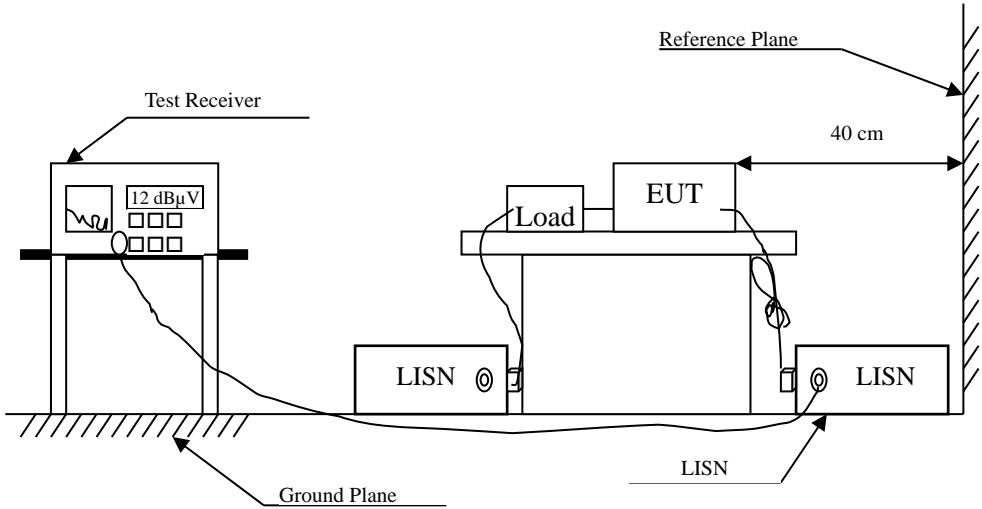 Reference Plane
Test Receiver
40 cm
12 dBµV
Load
EUT
LISN
LISN
LISN
Ground Plane